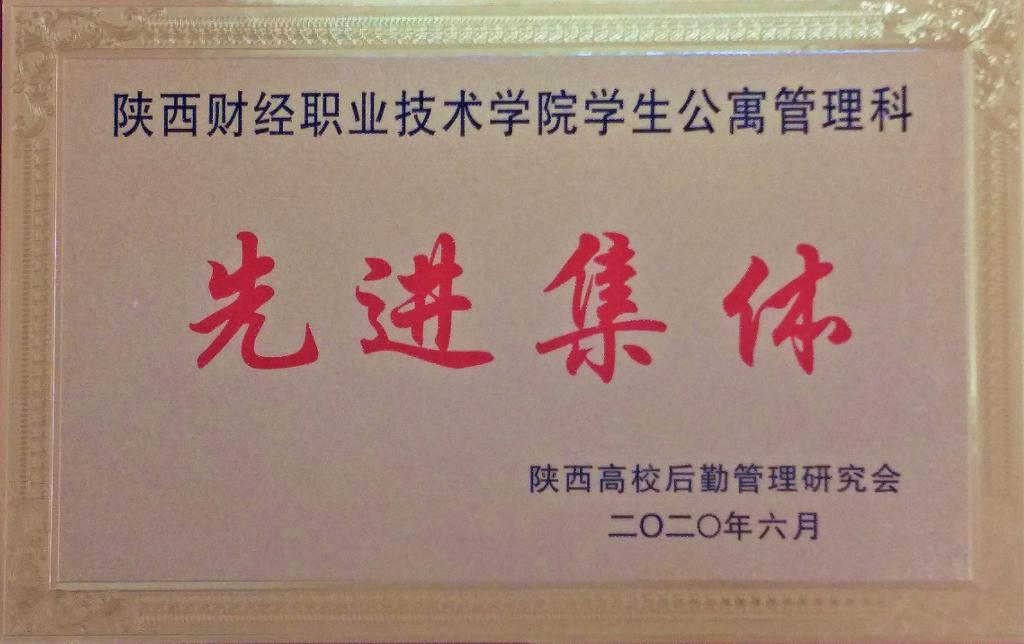 陕西财经职业技术学院学生公寓管理科
先进集体
陕西高校后勤管理研究会
二〇二〇年六月